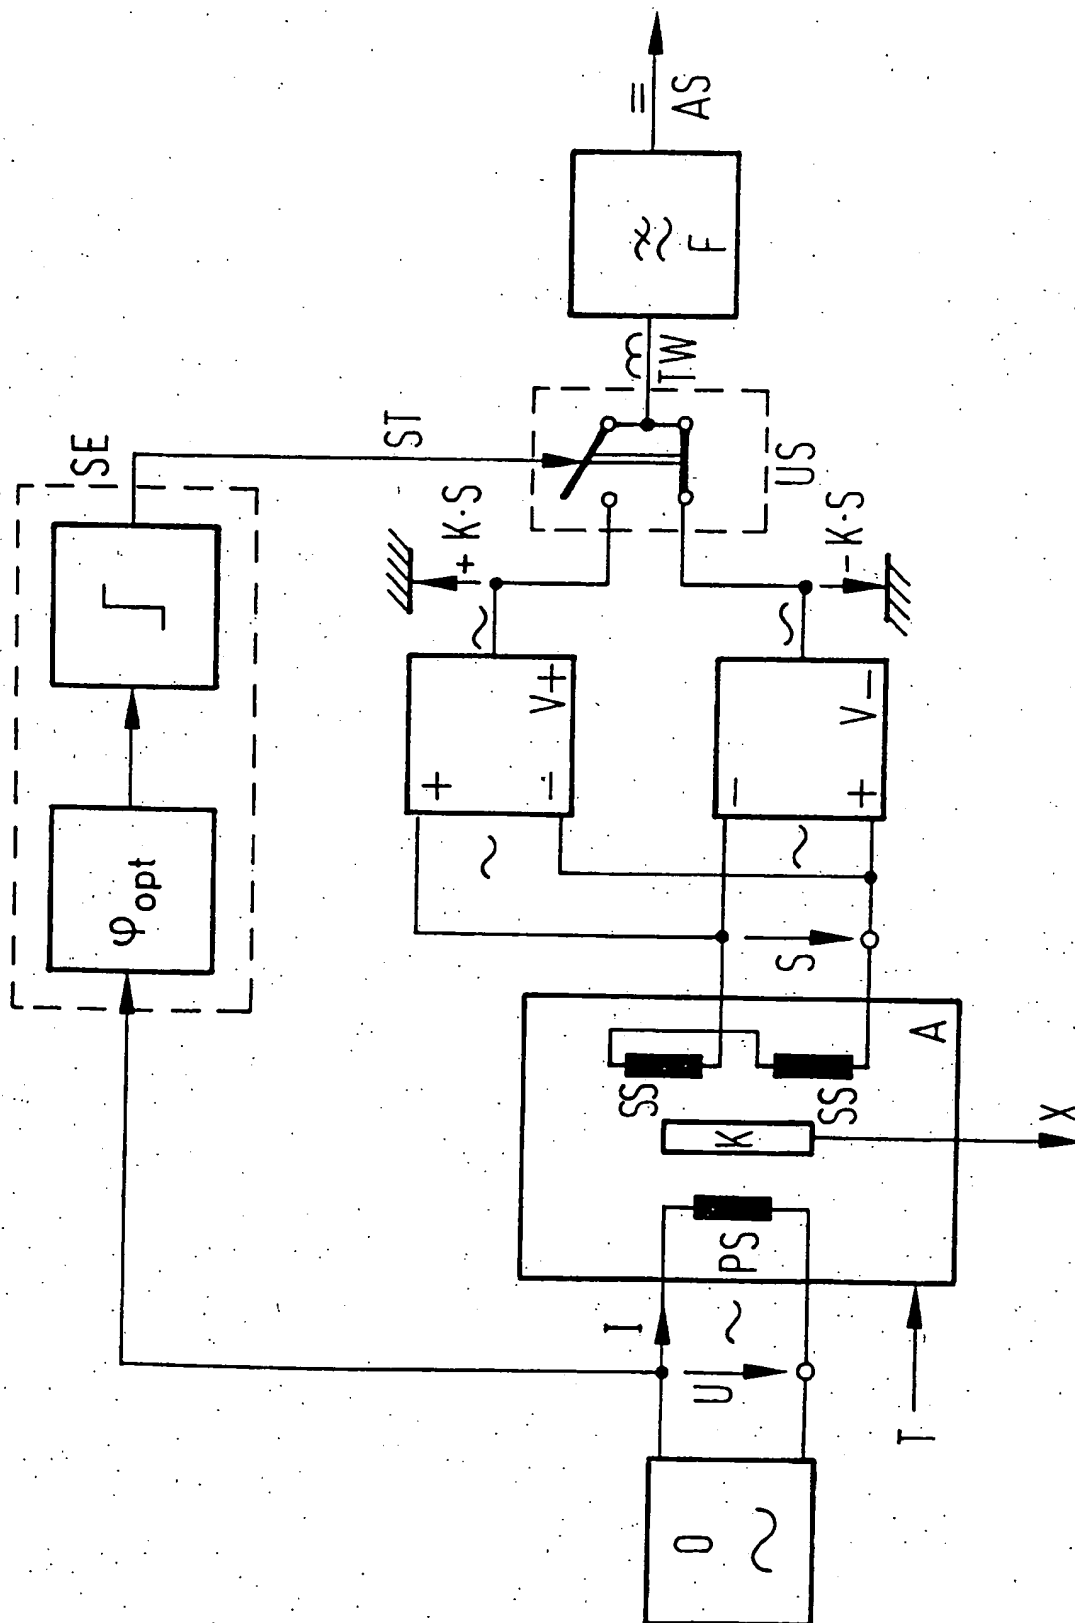 O
U
I
T
PS
K
X
SS
SS
A
S
φopt
SE
+
-
V+
-
+
V-
+K·S
-K·S
ST
US
TW
F
=
AS